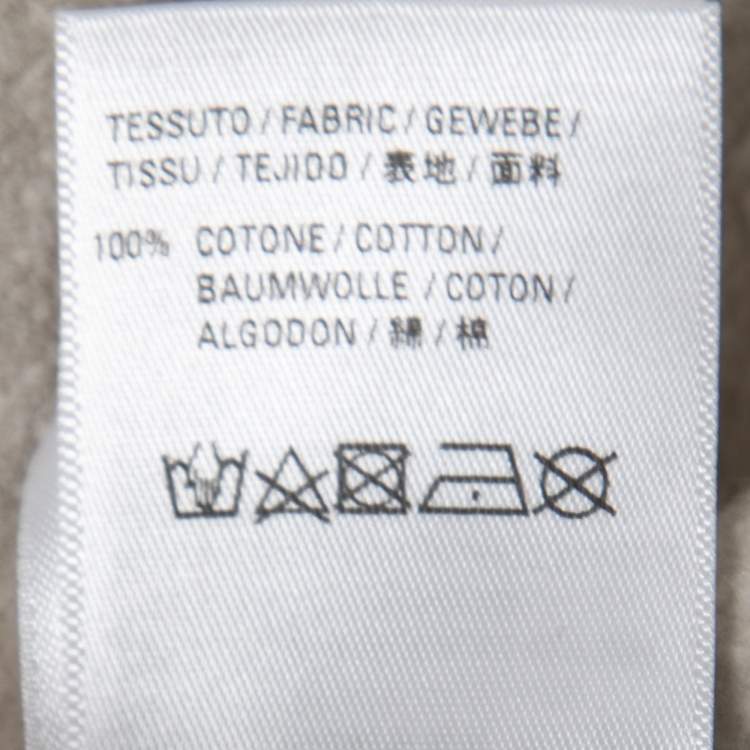 TESSUTO / FABRIC / GEWEBE /
TISSU / TEJIDO / 表地 / 面料
100% COTONE / COTTON /
BAUMWOLLE / COTON /
ALGODON / 綿 / 棉